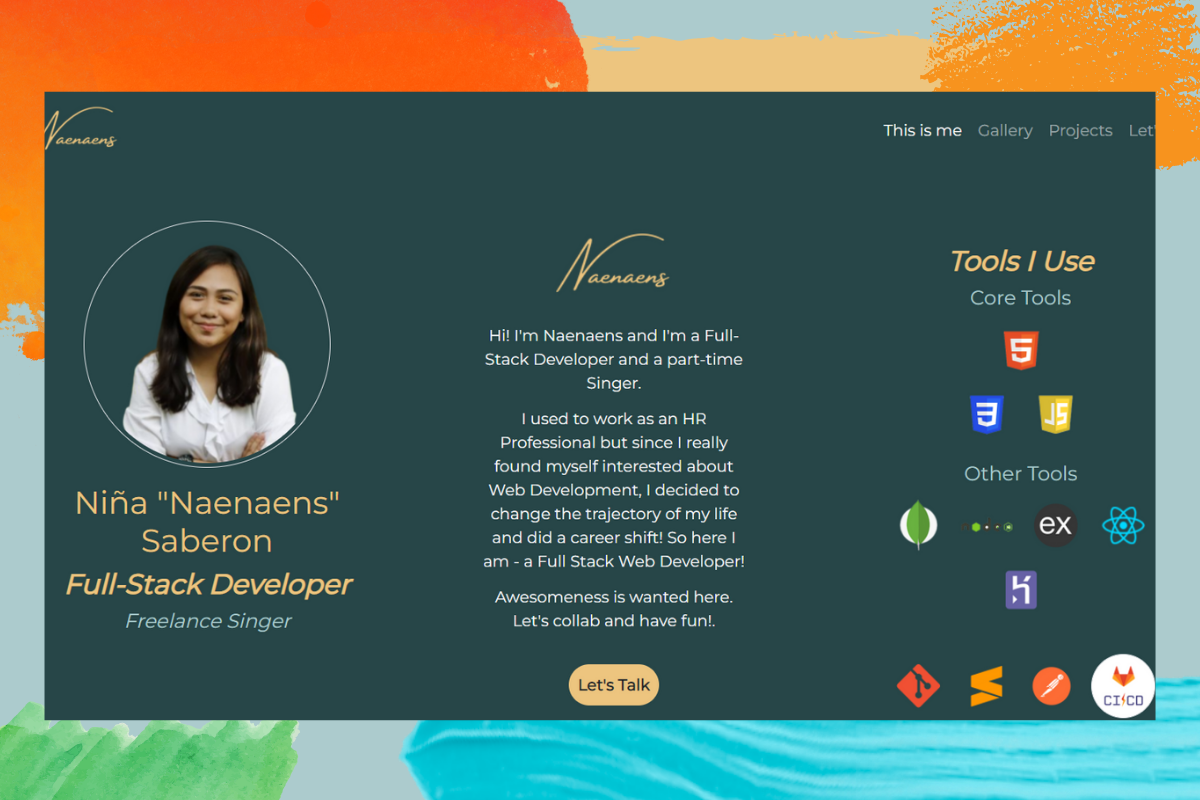 Naenaens
This is me Gallery Projects Let'
Niña "Naenaens"
Saberon
Full-Stack Developer
Freelance Singer
Naenaens
Hi! I'm Naenaens and I'm a Full-
Stack Developer and a part-time
Singer.
I used to work as an HR
Professional but since I really
found myself interested about
Web Development, I decided to
change the trajectory of my life
and did a career shift! So here I
am - a Full Stack Web Developer!
Awesomeness is wanted here.
Let's collab and have fun!.
Let's Talk
Tools I Use
Core Tools
5
3 JS
Other Tools
ex
CI/CD